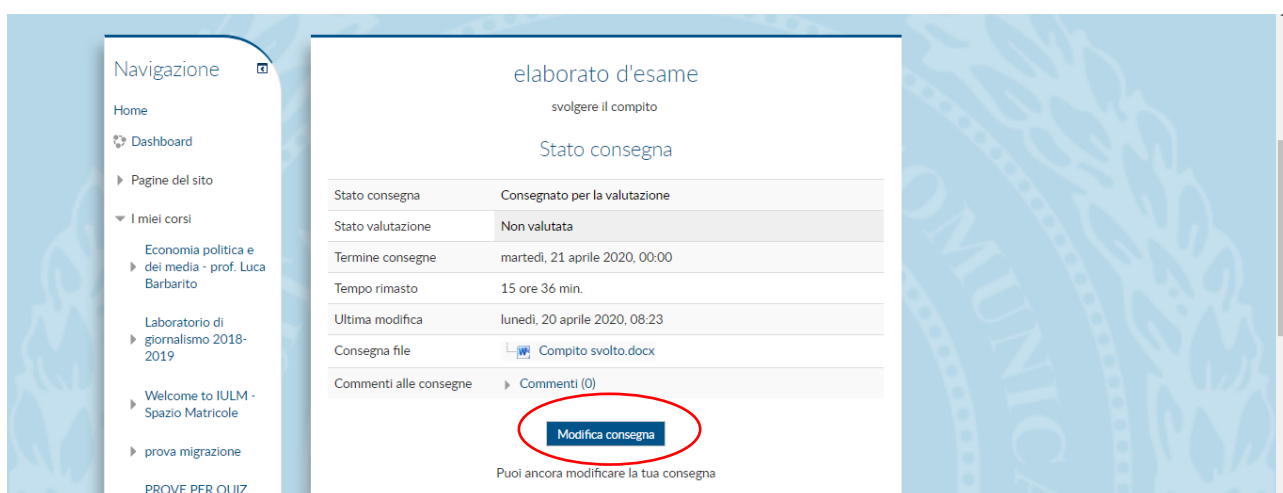 Navigazione
Home
Dashboard
Pagine del sito
I miei corsi
Economia politica e
dei media - prof. Luca
Barbarito
Laboratorio di
giornalismo 2018-
2019
Welcome to IULM -
Spazio Matricole
prova migrazione
PROVE PER QUIZ
elaborato d'esame
svolgere il compito
Stato consegna
Stato consegna Consegnato per la valutazione
Stato valutazione Non valutata
Termine consegne martedì, 21 aprile 2020, 00:00
Tempo rimasto 15 ore 36 min.
Ultima modifica lunedì, 20 aprile 2020, 08:23
Consegna file Compito svolto.docx
Commenti alle consegne Commenti (0)
Modifica consegna
Puoi ancora modificare la tua consegna